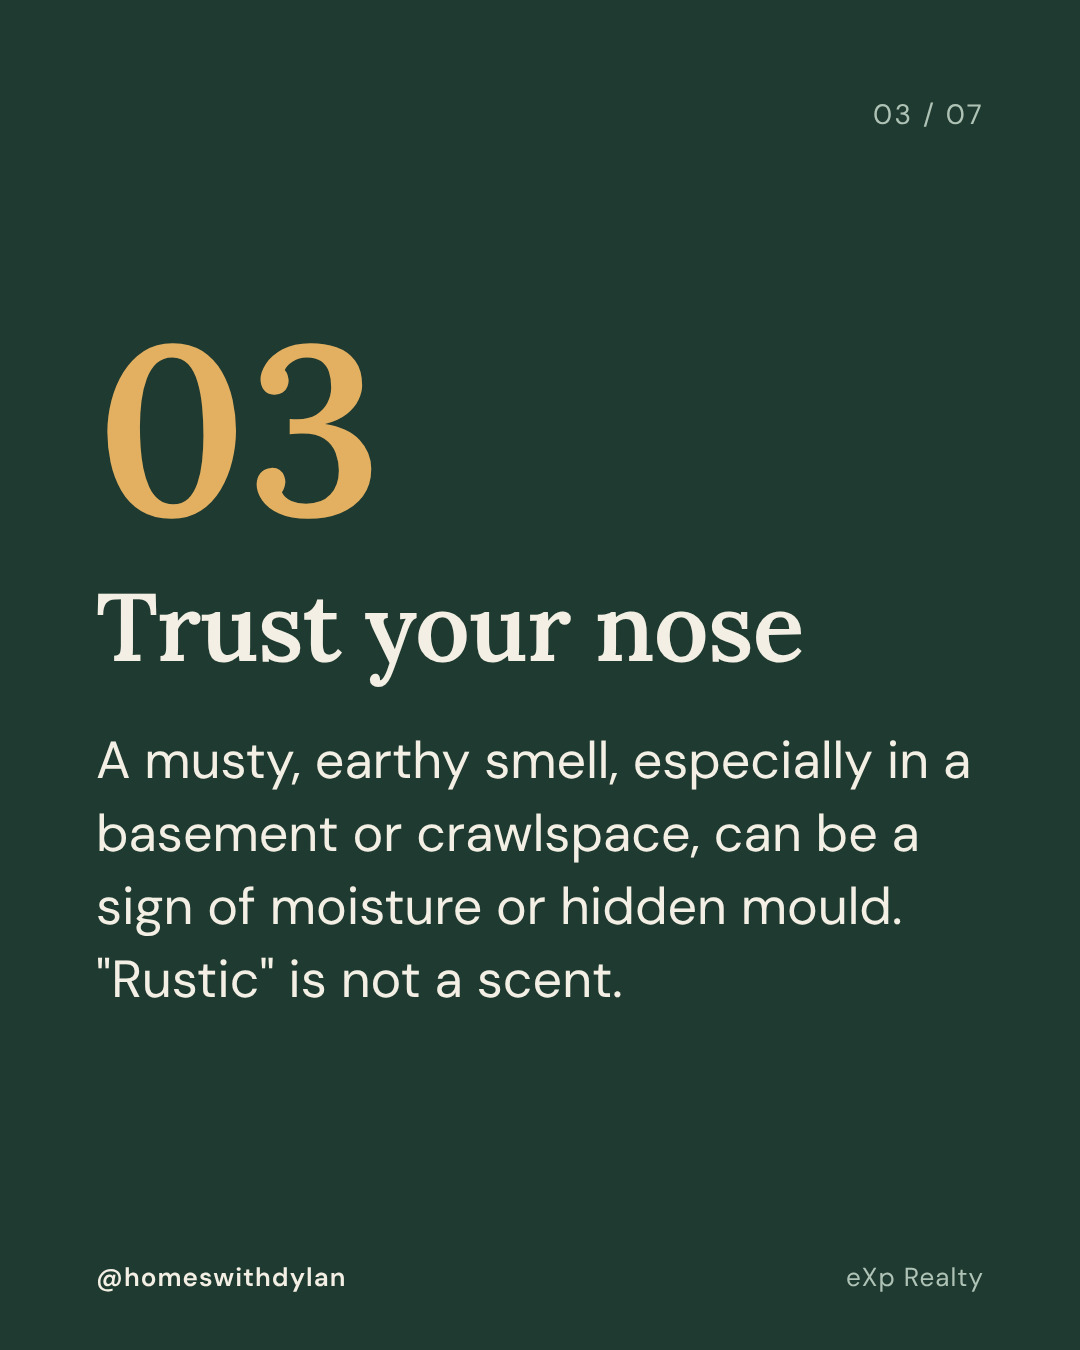 03 / 07
03
Trust your nose
A musty, earthy smell, especially in a
basement or crawlspace, can be a
sign of moisture or hidden mould.
"Rustic" is not a scent.
@homeswithdylan
eXp Realty